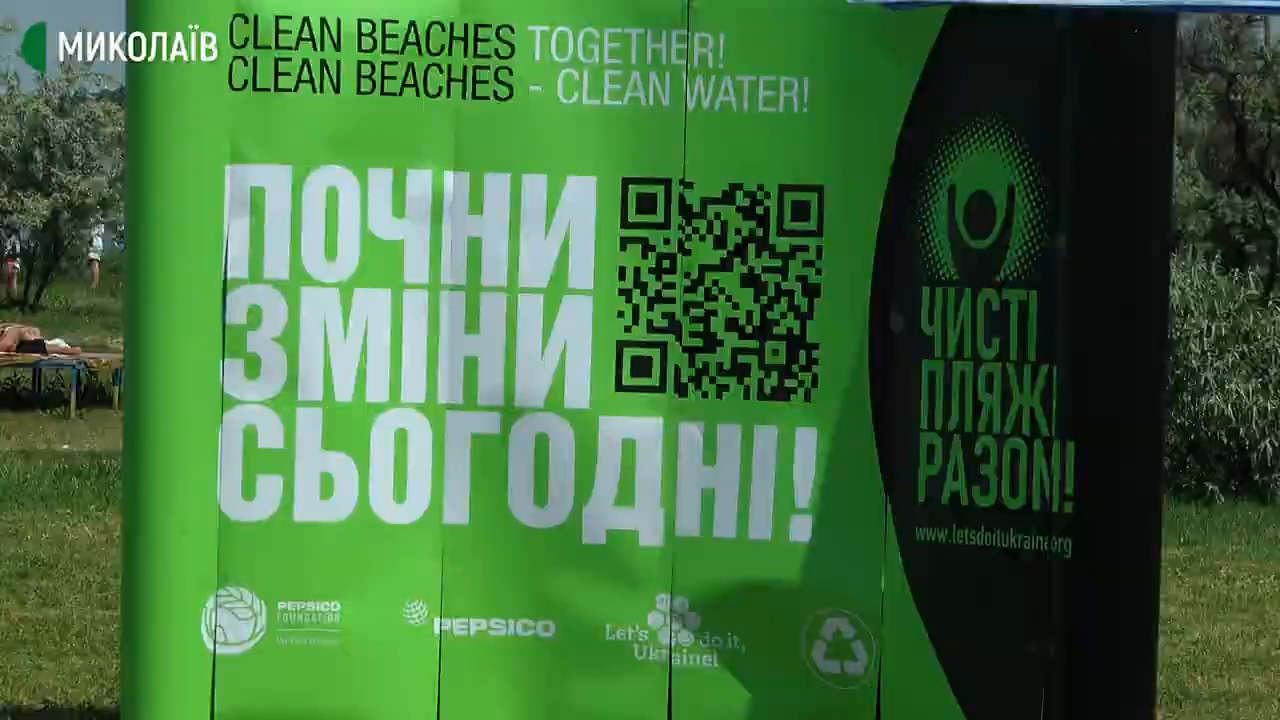 МИКОЛАЇВ
CLEAN BEACHES TOGETHER!
CLEAN BEACHES - CLEAN WATER!
ПОЧНИ
ЗМІНИ
СЬОГОДНІ!
ЧИСТІ
ПЛЯЖІ
РАЗОМ!
www.letsdoitukraine.org
PEPSICO
FOUNDATION
PEPSICO
Let's do it,
Ukraine!